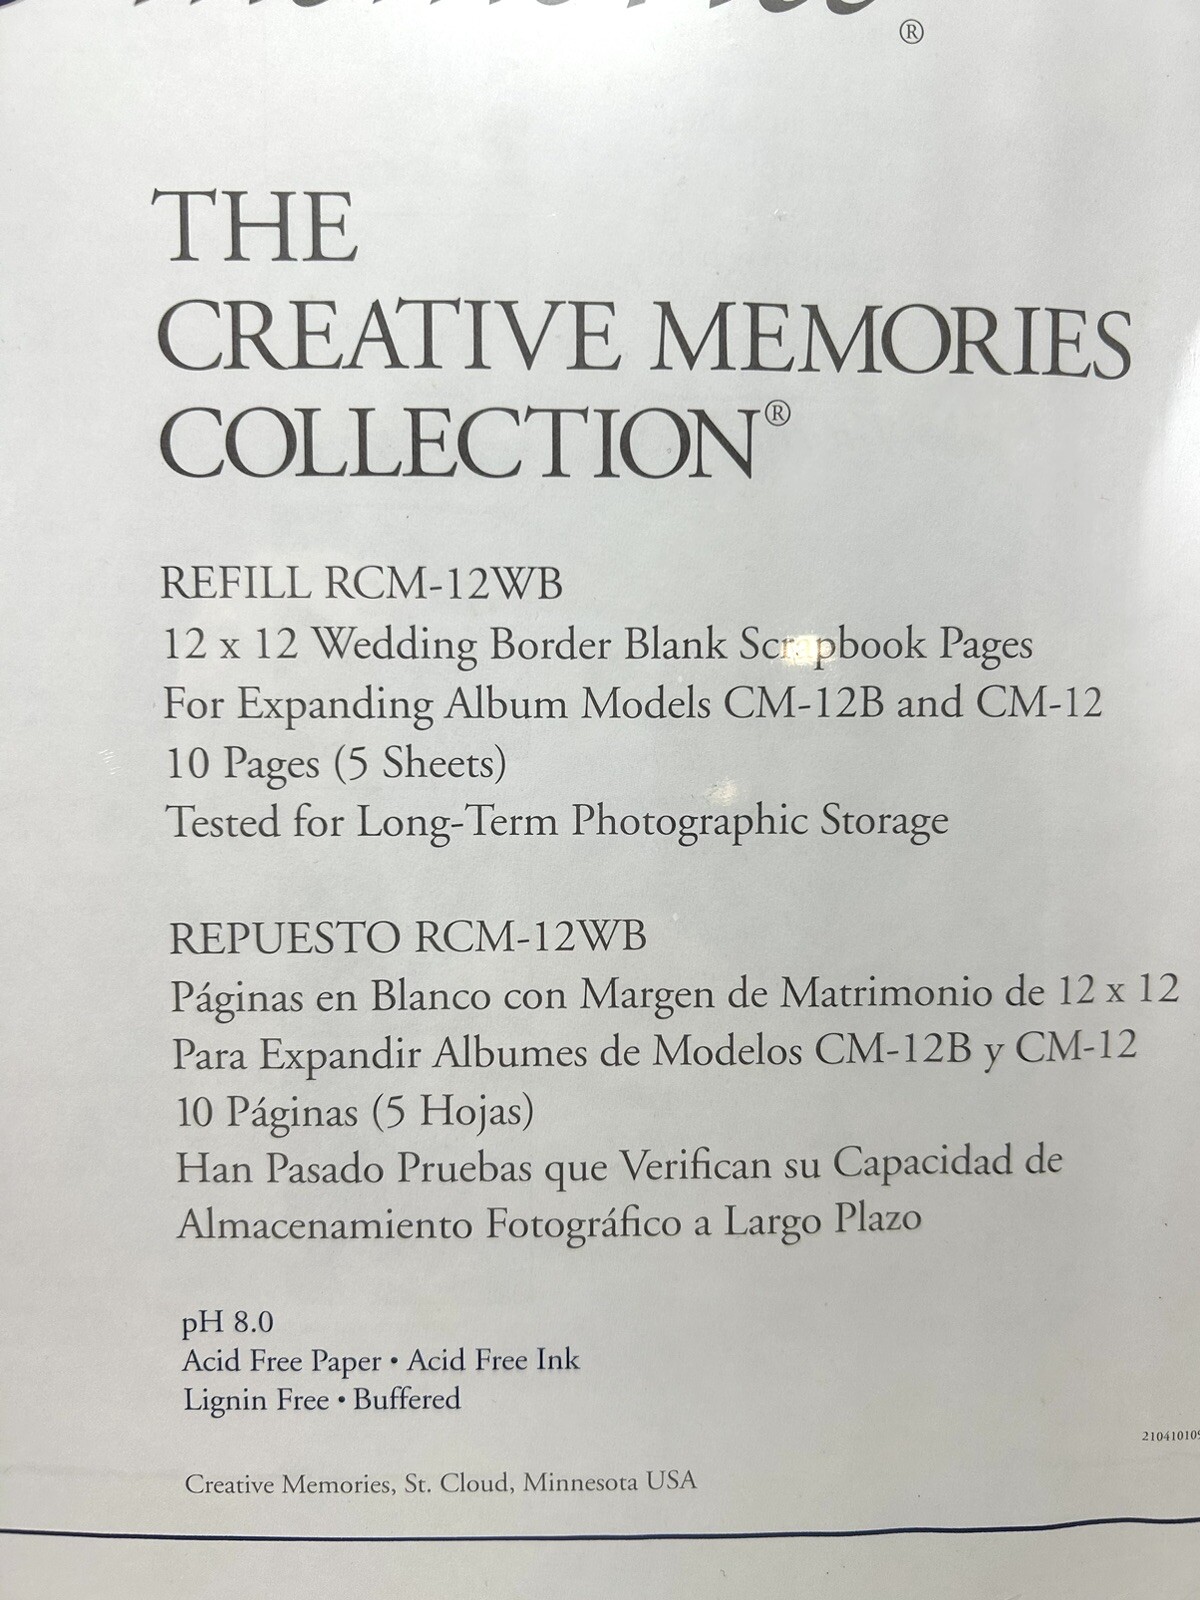 ®
THE
CREATIVE MEMORIES
COLLECTION®
REFILL RCM-12WB
12 x 12 Wedding Border Blank Scrapbook Pages
For Expanding Album Models CM-12B and CM-12
10 Pages (5 Sheets)
Tested for Long-Term Photographic Storage
REPUESTO RCM-12WB
Páginas en Blanco con Margen de Matrimonio de 12 x 12
Para Expandir Albumes de Modelos CM-12B y CM-12
10 Páginas (5 Hojas)
Han Pasado Pruebas que Verifican su Capacidad de
Almacenamiento Fotográfico a Largo Plazo
pH 8.0
Acid Free Paper • Acid Free Ink
Lignin Free • Buffered
Creative Memories, St. Cloud, Minnesota USA